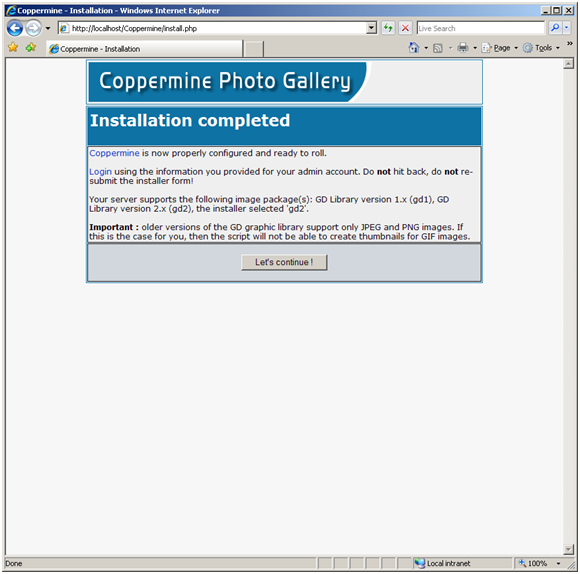 Coppermine - Installation - Windows Internet Explorer
http://localhost/Coppermine/install.php
Live Search
Coppermine - Installation
Page
Tools
Coppermine Photo Gallery
Installation completed
Coppermine is now properly configured and ready to roll.
Login using the information you provided for your admin account. Do not hit back, do not re-
submit the installer form!
Your server supports the following image package(s): GD Library version 1.x (gd1), GD
Library version 2.x (gd2), the installer selected 'gd2'.
Important : older versions of the GD graphic library support only JPEG and PNG images. If
this is the case for you, then the script will not be able to create thumbnails for GIF images.
Let's continue !
Done
Local intranet
100%